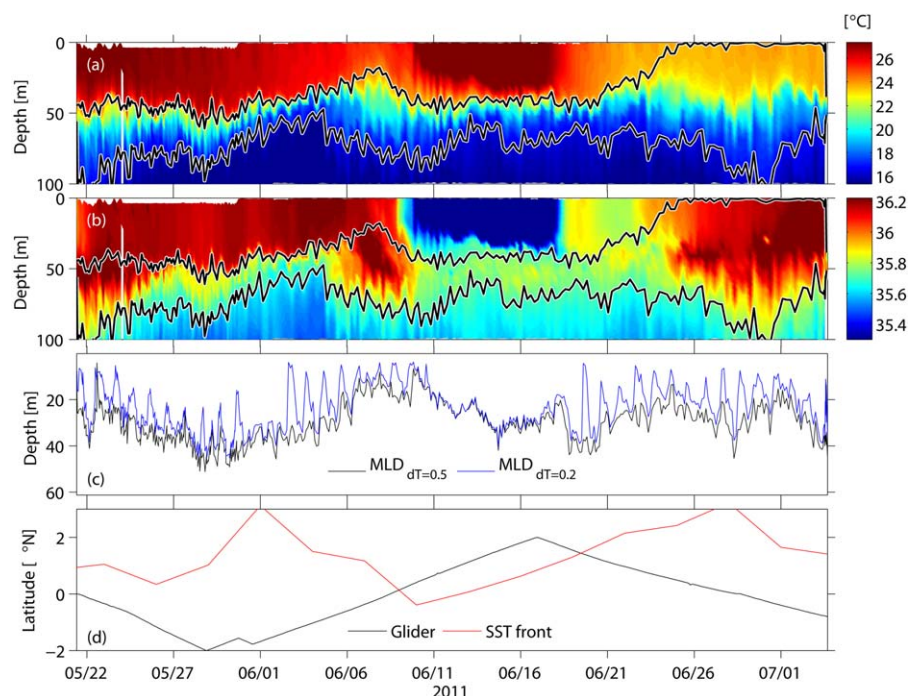 [°C]
0
(a)
Depth [m]
50
100
26
24
22
20
18
16
0
(b)
Depth [m]
50
100
36.2
36
35.8
35.6
35.4
Depth [m]
20
40
60
(c)
MLD dT=0.5 MLD dT=0.2
Latitude [ °N]
2
0
−2
(d)
Glider SST front
05/22 05/27 06/01 06/06 06/11 06/16 06/21 06/26 07/01
2011